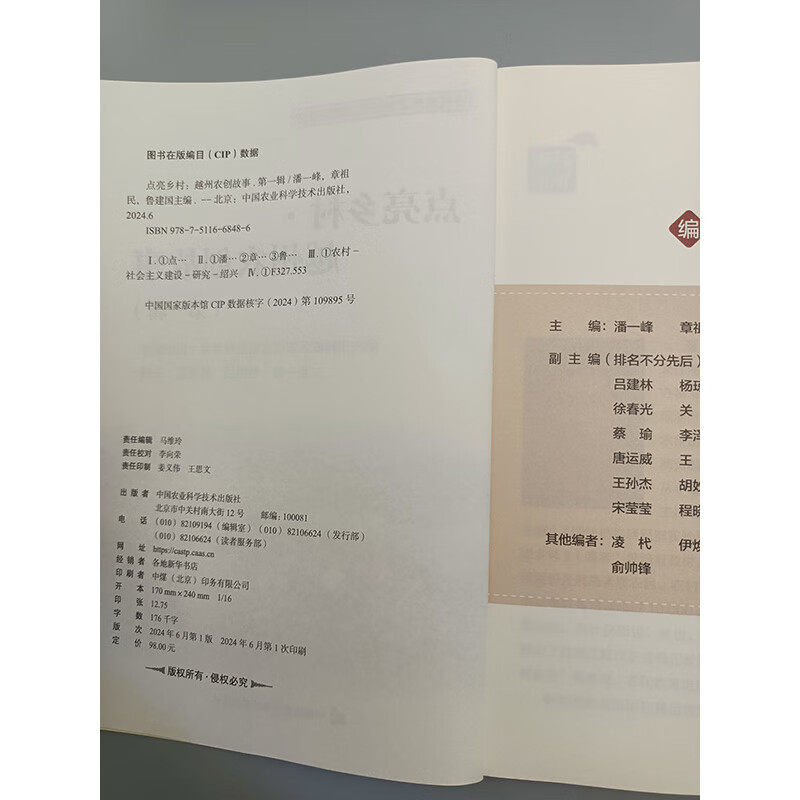 图书在版编目（CIP）数据
点亮乡村：越州农创故事．第一辑 / 潘一峰，章祖
民，鲁建国主编．-- 北京：中国农业科学技术出版社，
2024.6
ISBN 978-7-5116-6848-6
Ⅰ.①点… Ⅱ.①潘…②章…③鲁… Ⅲ.①农村－
社会主义建设－研究－绍兴 Ⅳ.①F327.553
中国国家版本馆 CIP 数据核字（2024）第 109895 号
责任编辑 马维玲
责任校对 李向荣
责任印制 姜义伟 王思文
出版者 中国农业科学技术出版社
北京市中关村南大街 12 号 邮编：100081
电话 （010）82109194（编辑室）（010）82106624（发行部）
（010）82106624（读者服务部）
网址 https://castp.caas.cn
经销者 各地新华书店
印刷者 中煤（北京）印务有限公司
开本 170 mm×240 mm 1/16
印张 12.75
字数 176 千字
版次 2024 年 6 月第 1 版 2024 年 6 月第 1 次印刷
定价 98.00 元
版权所有·侵权必究
编
主 编：潘一峰 章祖
副主编（排名不分先后）
吕建林 杨
徐春光 关
蔡 瑜 李泽
唐运威 王
王孙杰 胡
宋莹莹 程晓
其他编者：凌 杙 伊焕
俞帅锋